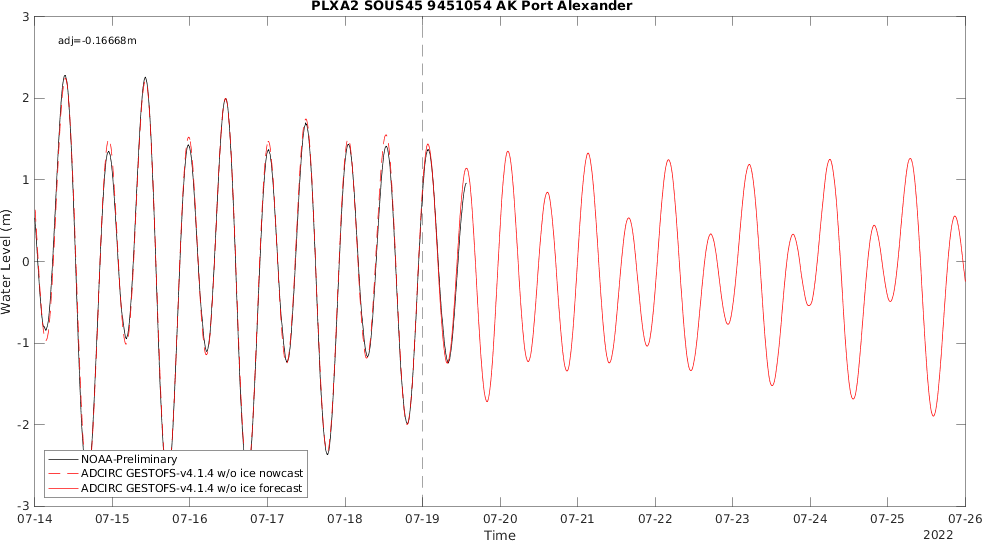 PLXA2 SOUS45 9451054 AK Port Alexander
adj=-0.16668m
3
2
1
0
-1
-2
-3
Water Level (m)
NOAA-Preliminary
ADCIRC GESTOFS-v4.1.4 w/o ice nowcast
ADCIRC GESTOFS-v4.1.4 w/o ice forecast
07-14 07-15 07-16 07-17 07-18 07-19 07-20 07-21 07-22 07-23 07-24 07-25 07-26
Time
2022